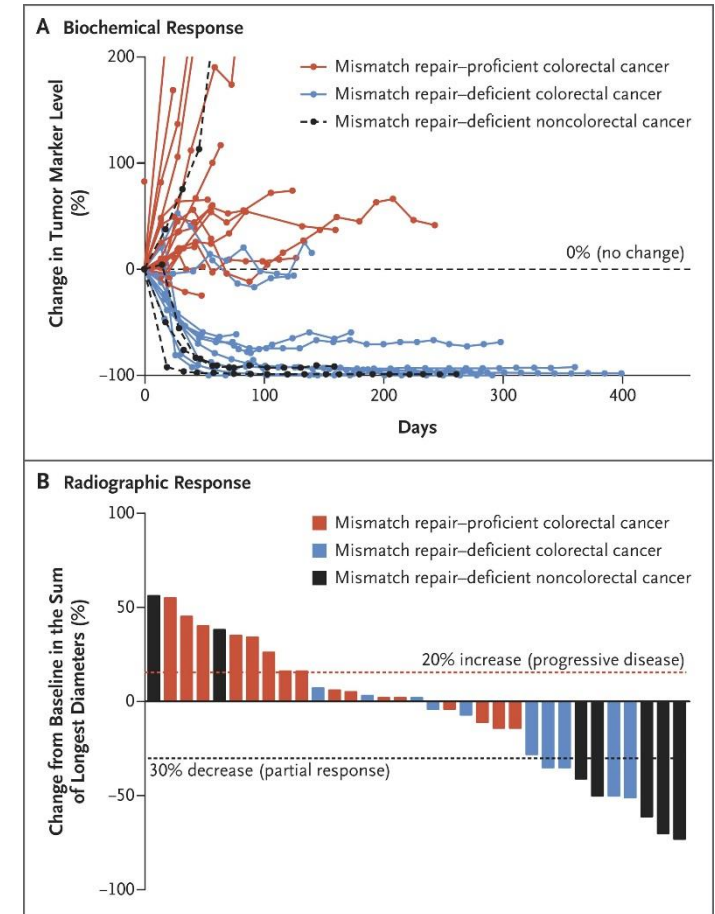 A Biochemical Response
200
100
0
−100
Change in Tumor Marker Level
(%)
Mismatch repair–proficient colorectal cancer
Mismatch repair–deficient colorectal cancer
Mismatch repair–deficient noncolorectal cancer
0% (no change)
0 100 200 300 400
Days
B Radiographic Response
100
50
0
−50
−100
Change from Baseline in the Sum
of Longest Diameters (%)
Mismatch repair–proficient colorectal cancer
Mismatch repair–deficient colorectal cancer
Mismatch repair–deficient noncolorectal cancer
20% increase (progressive disease)
30% decrease (partial response)